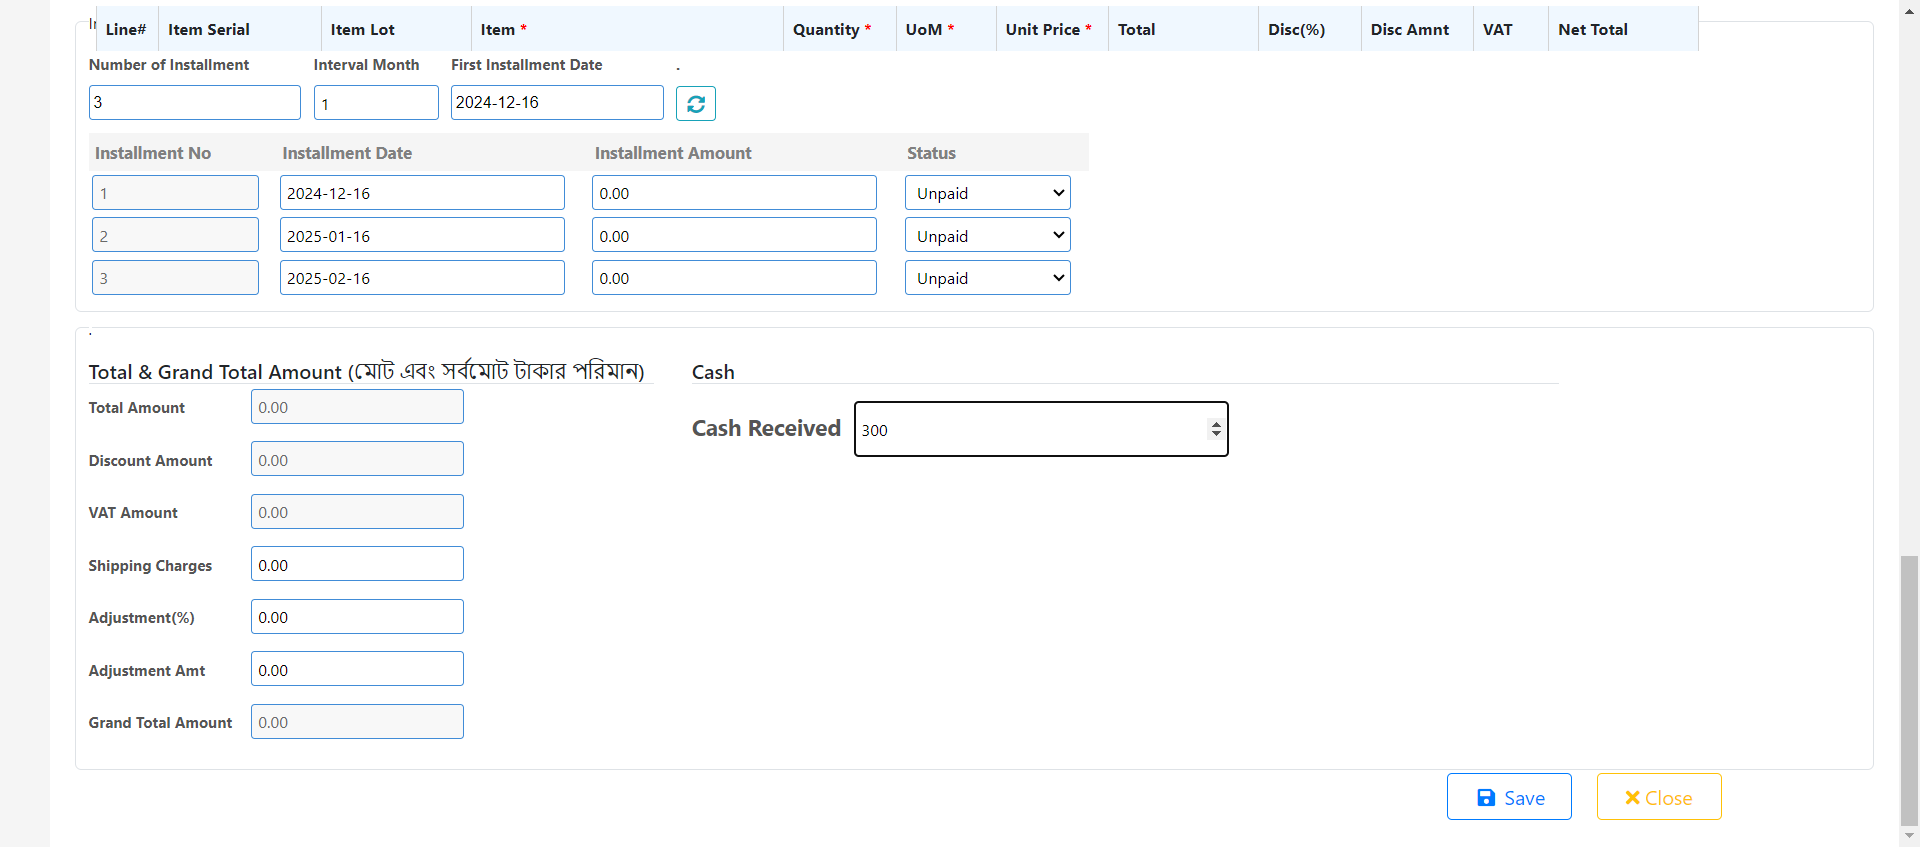 Line# Item Serial Item Lot Item * Quantity * UoM * Unit Price * Total Disc(%) Disc Amnt VAT Net Total
Number of Installment Interval Month First Installment Date .
3 1 2024-12-16
Installment No Installment Date Installment Amount Status
1 2024-12-16 0.00 Unpaid
2 2025-01-16 0.00 Unpaid
3 2025-02-16 0.00 Unpaid
.
Total & Grand Total Amount (মোট এবং সর্বমোট টাকার পরিমান)
Total Amount 0.00
Discount Amount 0.00
VAT Amount 0.00
Shipping Charges 0.00
Adjustment(%) 0.00
Adjustment Amt 0.00
Grand Total Amount 0.00
Cash
Cash Received 300
Save Close